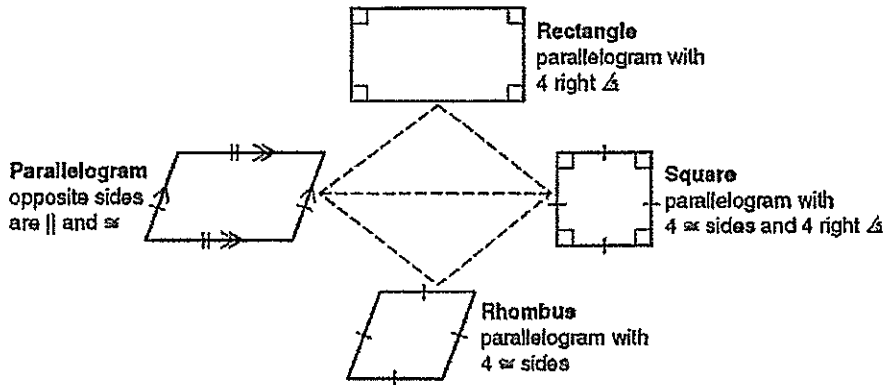 Rectangle
parallelogram with
4 right ∠s
Parallelogram
opposite sides
are || and ≅
Square
parallelogram with
4 ≅ sides and 4 right ∠s
Rhombus
parallelogram with
4 ≅ sides